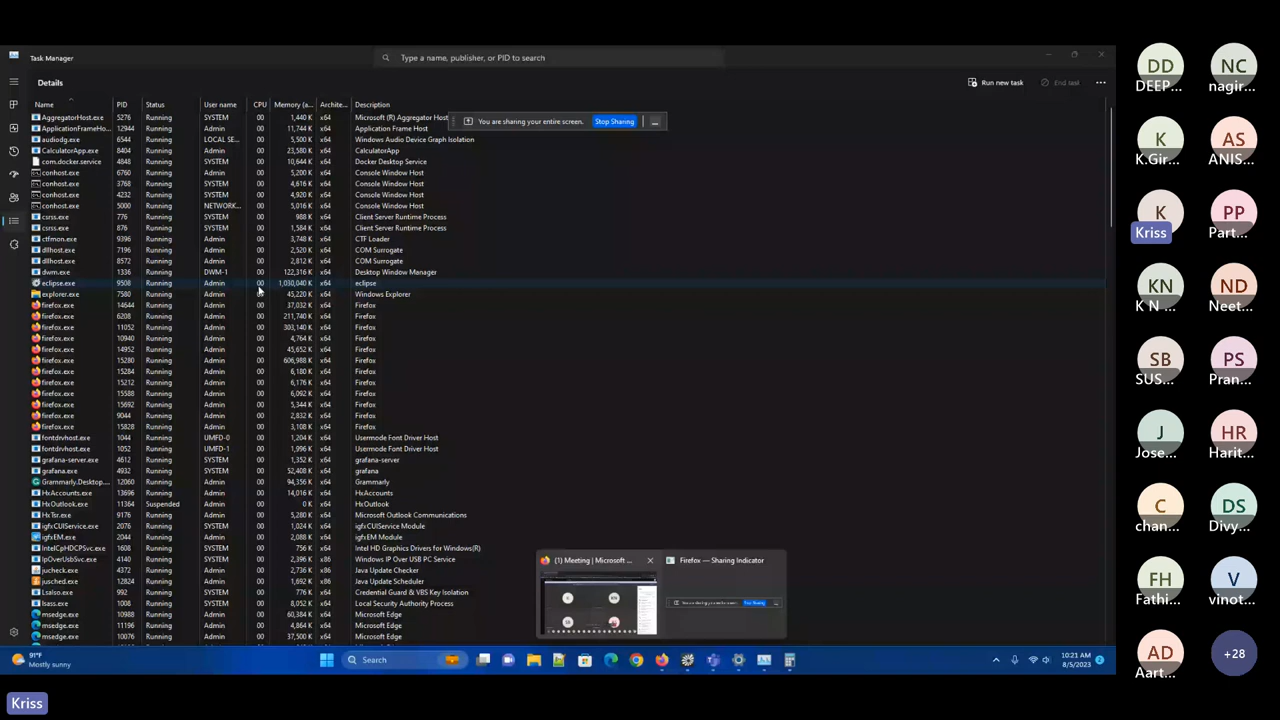 Task Manager
Type a name, publisher, or PID to search
Details
Run new task
End task
Name PID Status User name CPU Memory (a... Archite... Description
AggregatorHost.exe 5276 Running SYSTEM 00 1,440 K x64 Microsoft (R) Aggregator Host
ApplicationFrameHo... 12944 Running Admin 00 11,744 K x64 Application Frame Host
audiodg.exe 6544 Running LOCAL SE... 00 5,500 K x64 Windows Audio Device Graph Isolation
CalculatorApp.exe 8404 Running Admin 00 23,580 K x64 CalculatorApp
com.docker.service 4848 Running SYSTEM 00 10,644 K x64 Docker Desktop Service
conhost.exe 6760 Running Admin 00 5,200 K x64 Console Window Host
conhost.exe 3768 Running SYSTEM 00 4,616 K x64 Console Window Host
conhost.exe 4232 Running SYSTEM 00 4,920 K x64 Console Window Host
conhost.exe 5000 Running NETWORK... 00 5,016 K x64 Console Window Host
csrss.exe 776 Running SYSTEM 00 988 K x64 Client Server Runtime Process
csrss.exe 876 Running SYSTEM 00 1,584 K x64 Client Server Runtime Process
ctfmon.exe 9396 Running Admin 00 3,748 K x64 CTF Loader
dllhost.exe 7196 Running Admin 00 2,520 K x64 COM Surrogate
dllhost.exe 8572 Running Admin 00 2,812 K x64 COM Surrogate
dwm.exe 1336 Running DWM-1 00 122,316 K x64 Desktop Window Manager
eclipse.exe 9508 Running Admin 00 1,030,040 K x64 eclipse
explorer.exe 7580 Running Admin 45,220 K x64 Windows Explorer
firefox.exe 14644 Running Admin 00 37,032 K x64 Firefox
firefox.exe 6208 Running Admin 00 211,740 K x64 Firefox
firefox.exe 11052 Running Admin 00 303,140 K x64 Firefox
firefox.exe 10940 Running Admin 00 4,764 K x64 Firefox
firefox.exe 14952 Running Admin 00 45,652 K x64 Firefox
firefox.exe 15280 Running Admin 00 606,988 K x64 Firefox
firefox.exe 15284 Running Admin 00 6,180 K x64 Firefox
firefox.exe 15212 Running Admin 00 6,176 K x64 Firefox
firefox.exe 15588 Running Admin 00 6,092 K x64 Firefox
firefox.exe 15692 Running Admin 00 5,344 K x64 Firefox
firefox.exe 9044 Running Admin 00 2,832 K x64 Firefox
firefox.exe 15828 Running Admin 00 3,108 K x64 Firefox
fontdrvhost.exe 1044 Running UMFD-0 00 1,204 K x64 Usermode Font Driver Host
fontdrvhost.exe 1052 Running UMFD-1 00 1,996 K x64 Usermode Font Driver Host
grafana-server.exe 4612 Running SYSTEM 00 1,352 K x64 grafana-server
grafana.exe 4932 Running SYSTEM 00 52,408 K x64 grafana
Grammarly.Desktop.... 12060 Running Admin 00 94,356 K x64 Grammarly
HxAccounts.exe 13696 Running Admin 00 14,016 K x64 HxAccounts
HxOutlook.exe 11364 Suspended Admin 00 0 K x64 HxOutlook
HxTsr.exe 9176 Running Admin 00 5,280 K x64 Microsoft Outlook Communications
igfxCUIService.exe 2076 Running SYSTEM 00 1,024 K x64 igfxCUIService Module
igfxEM.exe 2644 Running Admin 00 2,088 K x64 igfxEM Module
IntelCpHDCPSvc.exe 1608 Running SYSTEM 00 756 K x64 Intel HD Graphics Drivers for Windows(R)
IpOverUsbSvc.exe 4140 Running SYSTEM 00 2,396 K x86 Windows IP Over USB PC Service
jucheck.exe 13972 Running Admin 00 2,736 K x86 Java Update Checker
jusched.exe 12824 Running Admin 00 1,692 K x86 Java Update Scheduler
LsaIso.exe 972 Running SYSTEM 00 776 K x64 Credential Guard & VBS Key Isolation
lsass.exe 1008 Running SYSTEM 00 8,052 K x64 Local Security Authority Process
msedge.exe 10988 Running Admin 00 60,384 K x64 Microsoft Edge
msedge.exe 11196 Running Admin 00 4,864 K x64 Microsoft Edge
msedge.exe 10076 Running Admin 00 37,500 K x64 Microsoft Edge
You are sharing your entire screen. Stop Sharing
(1) Meeting | Microsoft ...
Firefox — Sharing Indicator
91°F
Mostly sunny
Search
10:21 AM
8/5/2023
DD
DEEP...
NC
nagir...
K
K.Gir...
AS
ANIS...
K
Kriss
PP
Part...
KN
K N ...
ND
Neet...
SB
SUS...
PS
Pran...
J
Jose...
HR
Harit...
C
chan...
DS
Divy...
FH
Fathi...
V
vinot...
AD
Aart...
+28
Kriss